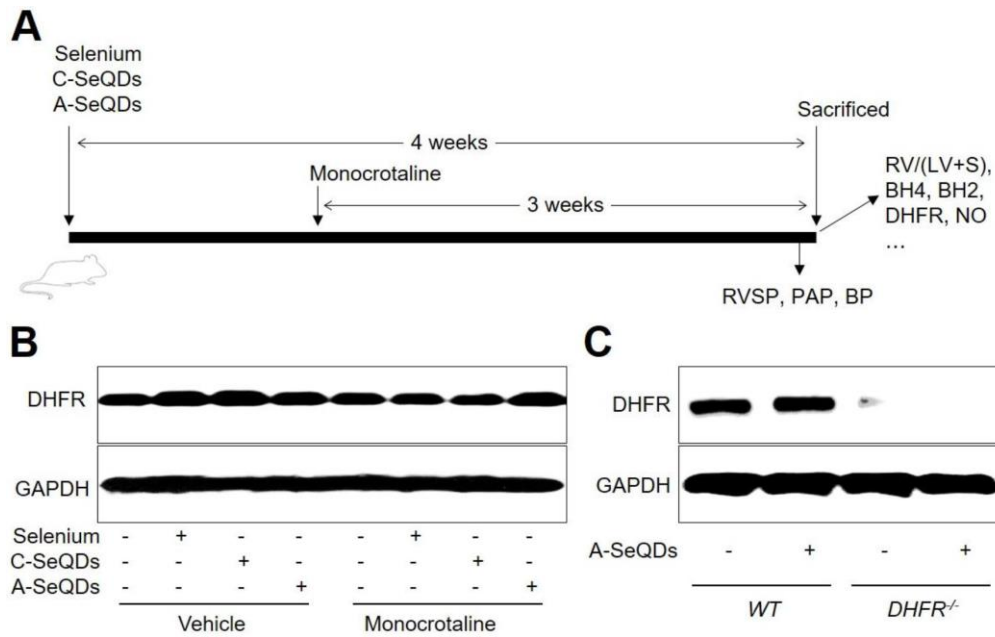 A
Selenium
C-SeQDs
A-SeQDs
Sacrificed
4 weeks
Monocrotaline
3 weeks
RV/(LV+S),
BH4, BH2,
DHFR, NO
...
RVSP, PAP, BP
B
DHFR
GAPDH
Selenium - + - - - + - -
C-SeQDs - - + - - - + -
A-SeQDs - - - + - - - +
Vehicle Monocrotaline
C
DHFR
GAPDH
A-SeQDs - + - +
WT DHFR-/-